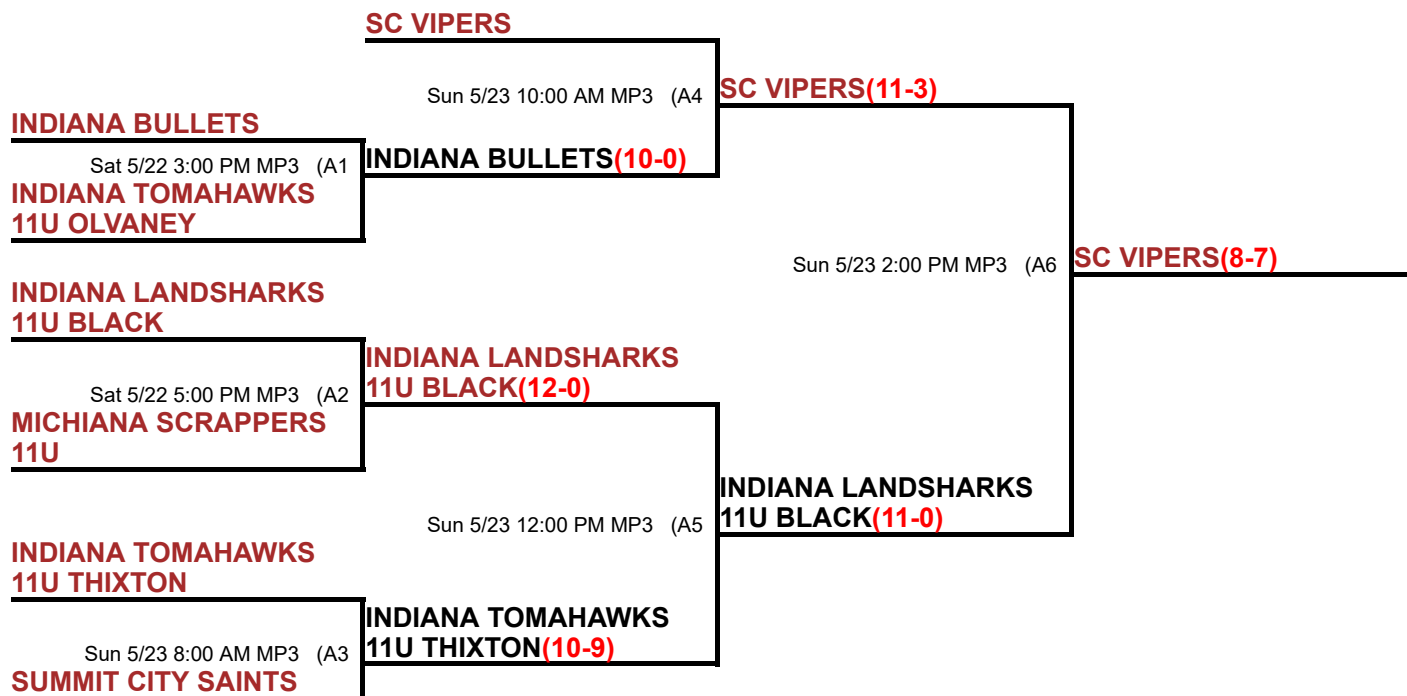 SC VIPERS
Sun 5/23 10:00 AM MP3 (A4
SC VIPERS(11-3)
INDIANA BULLETS
Sat 5/22 3:00 PM MP3 (A1
INDIANA BULLETS(10-0)
INDIANA TOMAHAWKS
11U OLVANEY
Sun 5/23 2:00 PM MP3 (A6
SC VIPERS(8-7)
INDIANA LANDSHARKS
11U BLACK
Sat 5/22 5:00 PM MP3 (A2
INDIANA LANDSHARKS
11U BLACK(12-0)
MICHIANA SCRAPPERS
11U
Sun 5/23 12:00 PM MP3 (A5
INDIANA LANDSHARKS
11U BLACK(11-0)
INDIANA TOMAHAWKS
11U THIXTON
Sun 5/23 8:00 AM MP3 (A3
INDIANA TOMAHAWKS
11U THIXTON(10-9)
SUMMIT CITY SAINTS